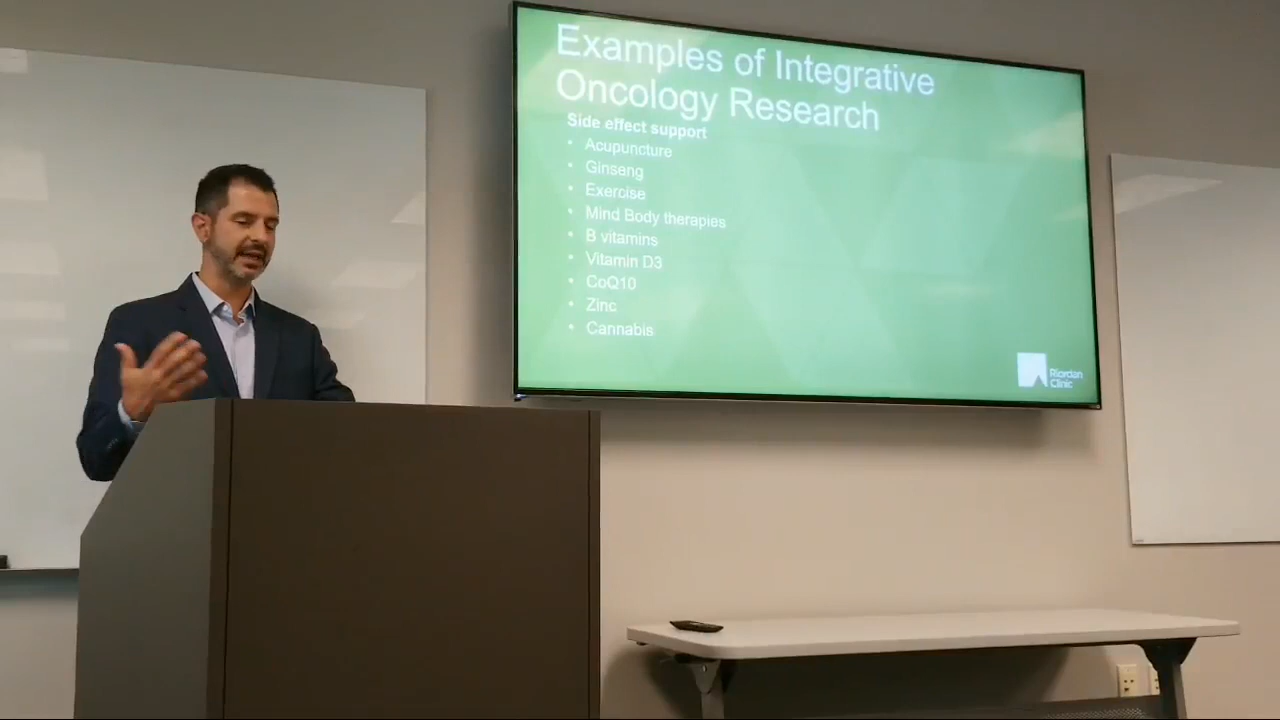 Examples of Integrative
Oncology Research
Side effect support
• Acupuncture
• Ginseng
• Exercise
• Mind Body therapies
• B vitamins
• Vitamin D3
• CoQ10
• Zinc
• Cannabis
Riordan
Clinic